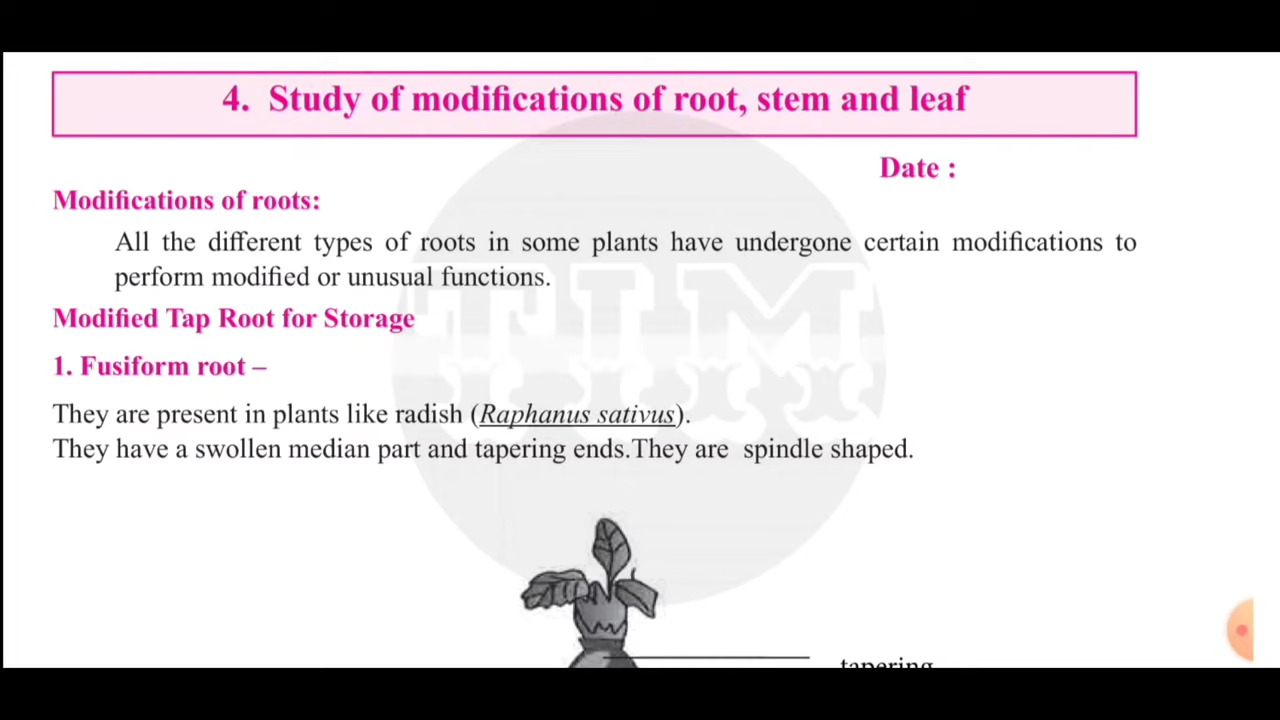 4. Study of modifications of root, stem and leaf
Date :
Modifications of roots:
All the different types of roots in some plants have undergone certain modifications to
perform modified or unusual functions.
Modified Tap Root for Storage
1. Fusiform root –
They are present in plants like radish (Raphanus sativus).
They have a swollen median part and tapering ends.They are spindle shaped.
TIM
tapering